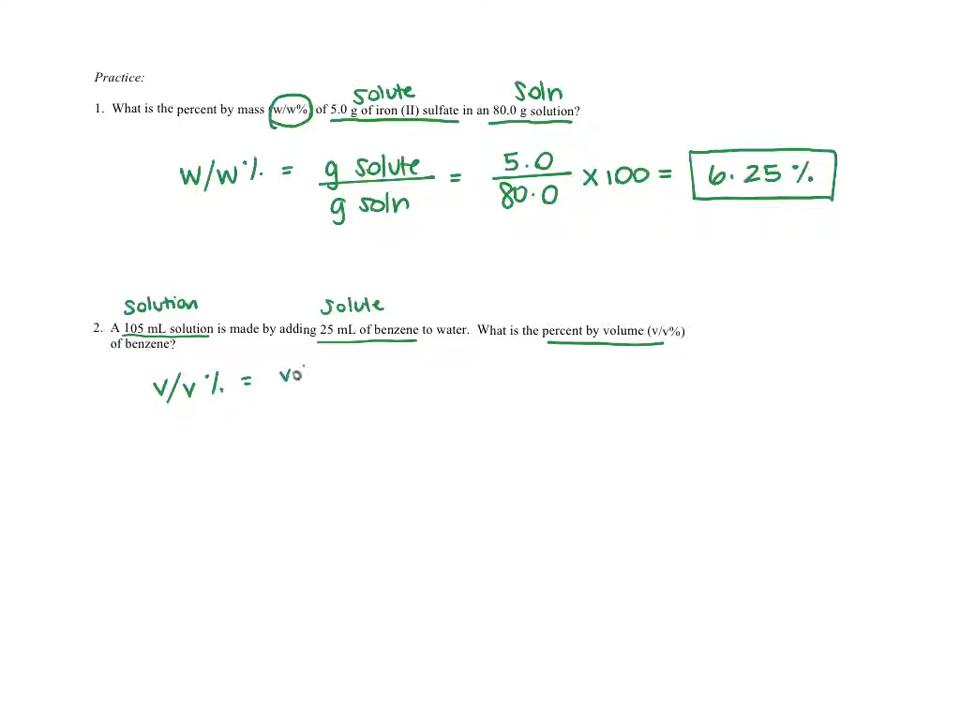 Practice:
solute soln
1. What is the percent by mass (w/w%) of 5.0 g of iron (II) sulfate in an 80.0 g solution?
w/w% = g solute / g soln = 5.0 / 80.0 x 100 = 6.25 %
solution solute
2. A 105 mL solution is made by adding 25 mL of benzene to water. What is the percent by volume (v/v%)
of benzene?
v/v % =